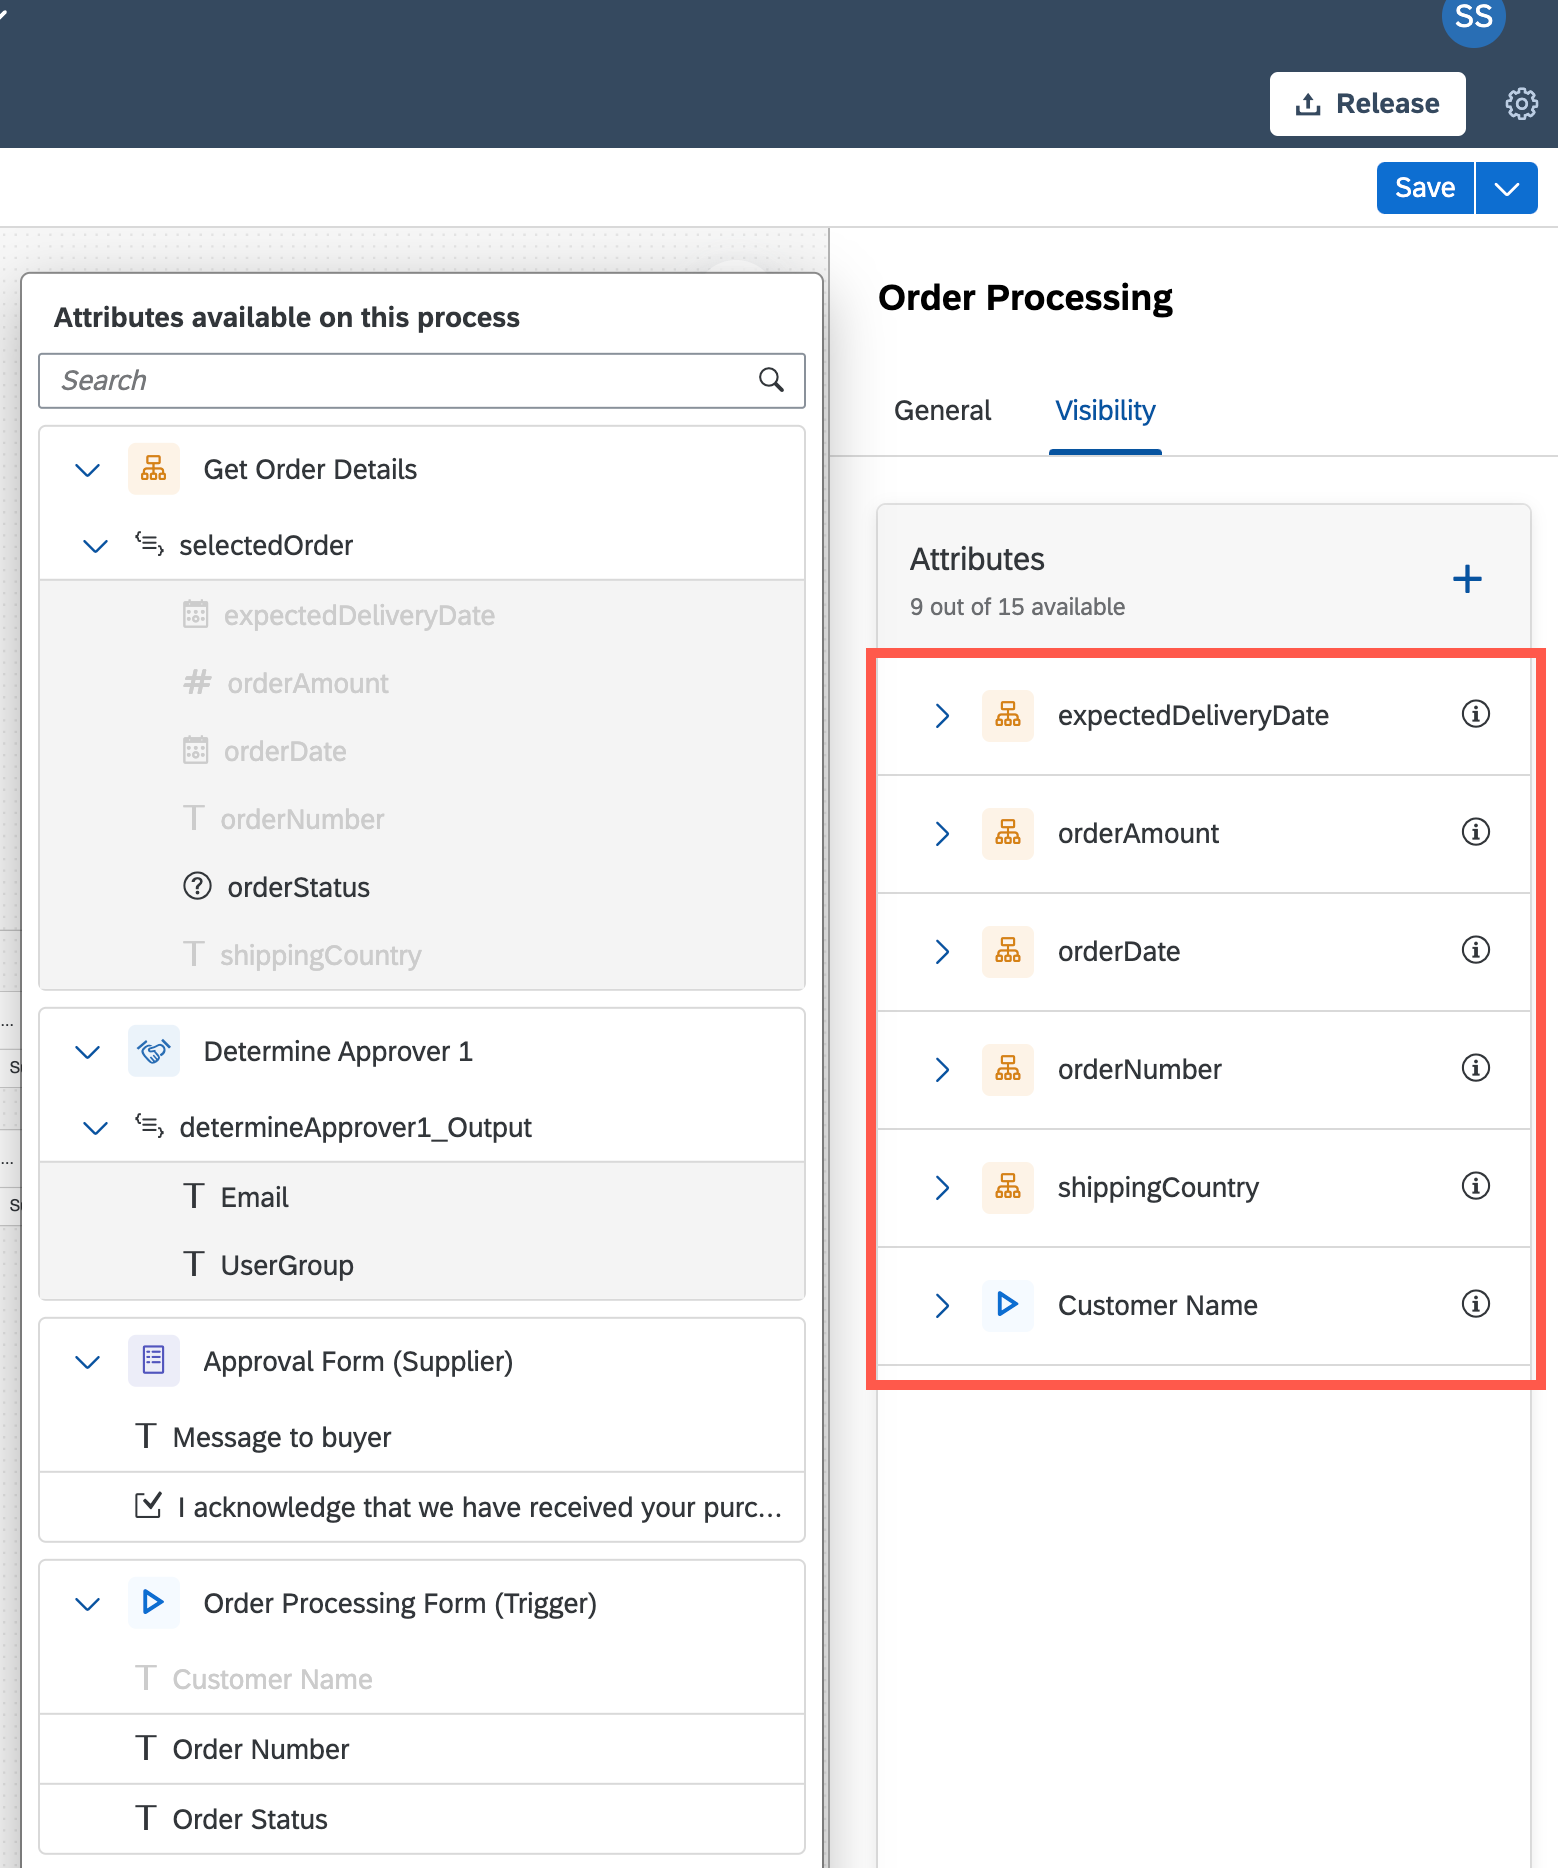 SS
Release
Save
Attributes available on this process
Search
Get Order Details
selectedOrder
expectedDeliveryDate
orderAmount
orderDate
orderNumber
orderStatus
shippingCountry
Determine Approver 1
determineApprover1_Output
Email
UserGroup
Approval Form (Supplier)
Message to buyer
I acknowledge that we have received your purc...
Order Processing Form (Trigger)
Customer Name
Order Number
Order Status
Order Processing
General
Visibility
Attributes
9 out of 15 available
expectedDeliveryDate
orderAmount
orderDate
orderNumber
shippingCountry
Customer Name